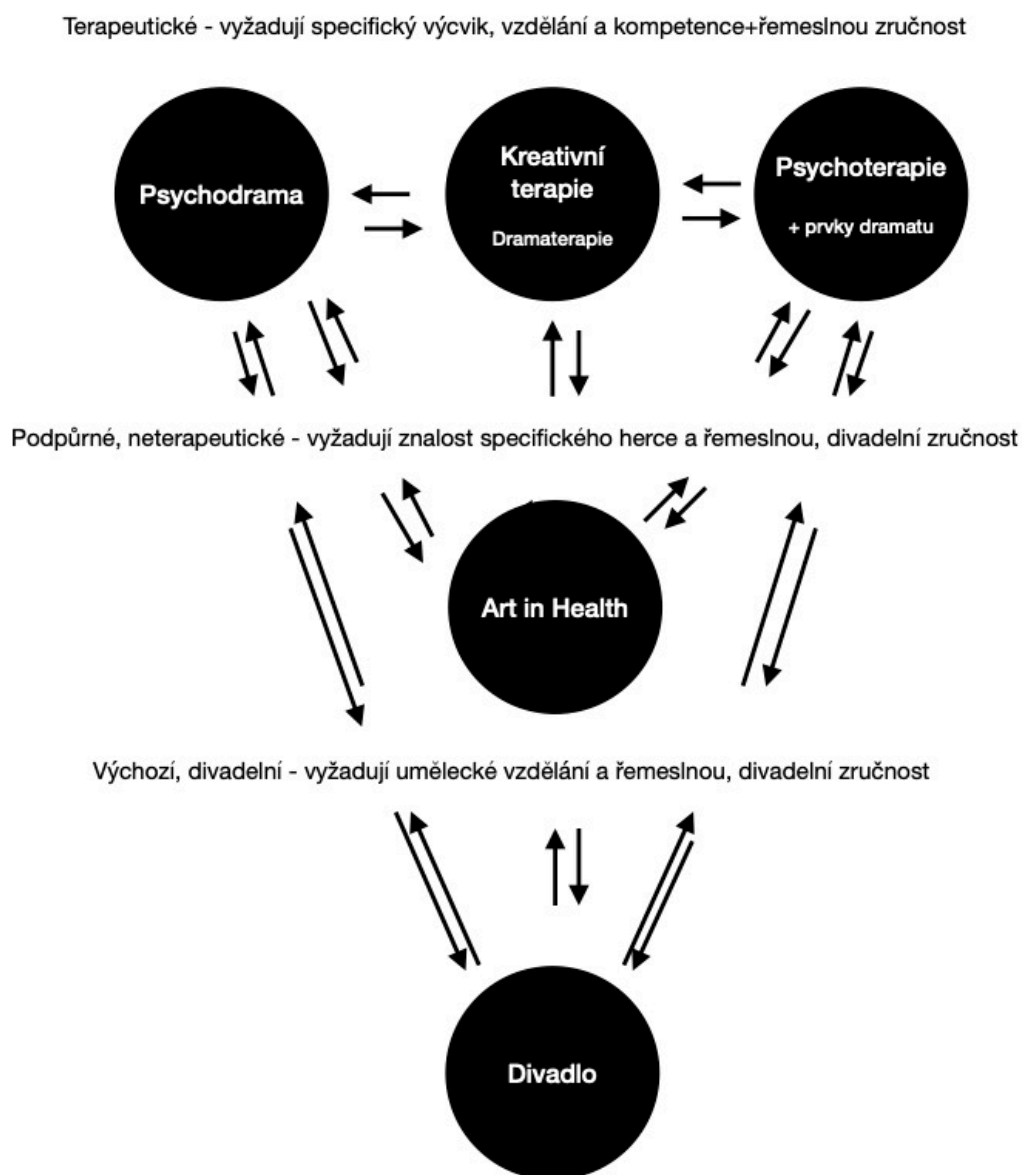 Terapeutické - vyžadují specifický výcvik, vzdělání a kompetence+řemeslnou zručnost
Psychodrama
Kreativní
terapie
Dramaterapie
Psychoterapie
+ prvky dramatu
Podpůrné, neterapeutické - vyžadují znalost specifického herce a řemeslnou, divadelní zručnost
Art in Health
Výchozí, divadelní - vyžadují umělecké vzdělání a řemeslnou, divadelní zručnost
Divadlo